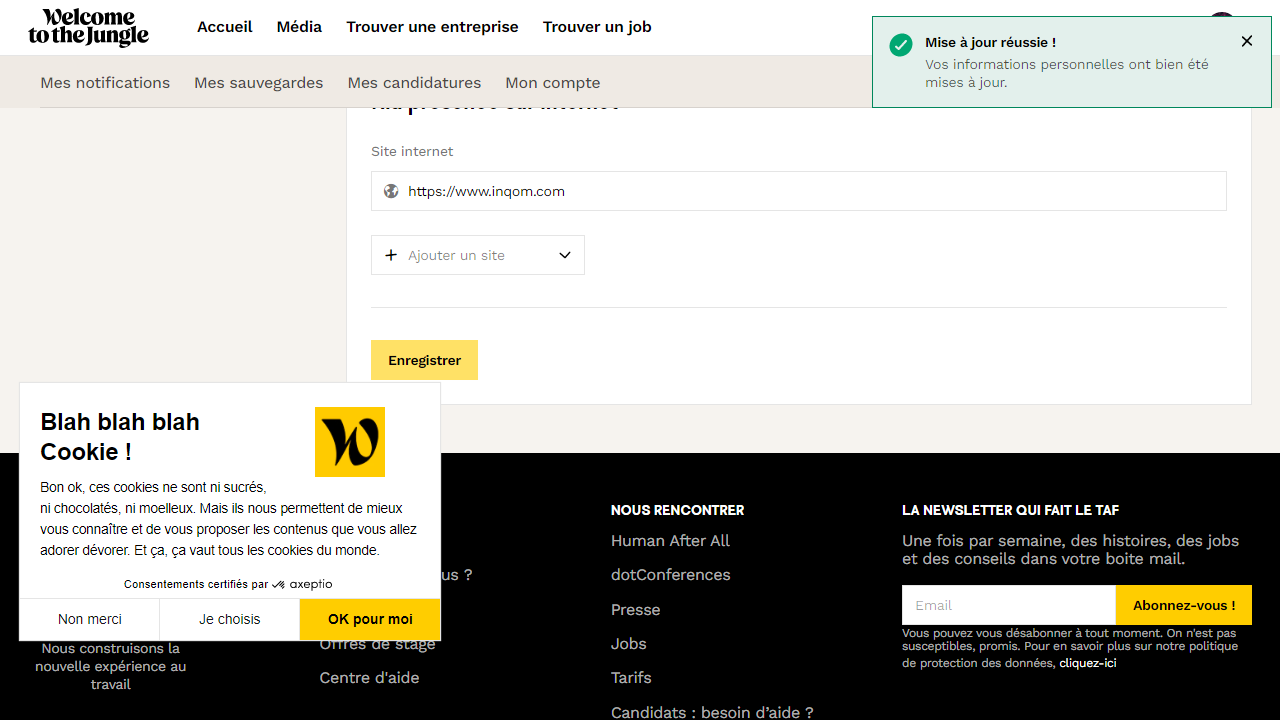 Welcome
to the Jungle
Accueil
Média
Trouver une entreprise
Trouver un job
Mise à jour réussie !
Vos informations personnelles ont bien été
mises à jour.
Mes notifications
Mes sauvegardes
Mes candidatures
Mon compte
Site internet
https://www.inqom.com
Ajouter un site
Enregistrer
Blah blah blah
Cookie !
W
Bon ok, ces cookies ne sont ni sucrés,
ni chocolatés, ni moelleux. Mais ils nous permettent de mieux
vous connaître et de vous proposer les contenus que vous allez
adorer dévorer. Et ça, ça vaut tous les cookies du monde.
Consentements certifiés par axeptio
Non merci
Je choisis
OK pour moi
Nous construisons la
nouvelle expérience au
travail
us ?
Offres de stage
Centre d'aide
NOUS RENCONTRER
Human After All
dotConferences
Presse
Jobs
Tarifs
Candidats : besoin d’aide ?
LA NEWSLETTER QUI FAIT LE TAF
Une fois par semaine, des histoires, des jobs
et des conseils dans votre boite mail.
Email
Abonnez-vous !
Vous pouvez vous désabonner à tout moment. On n'est pas
susceptibles, promis. Pour en savoir plus sur notre politique
de protection des données, cliquez-ici